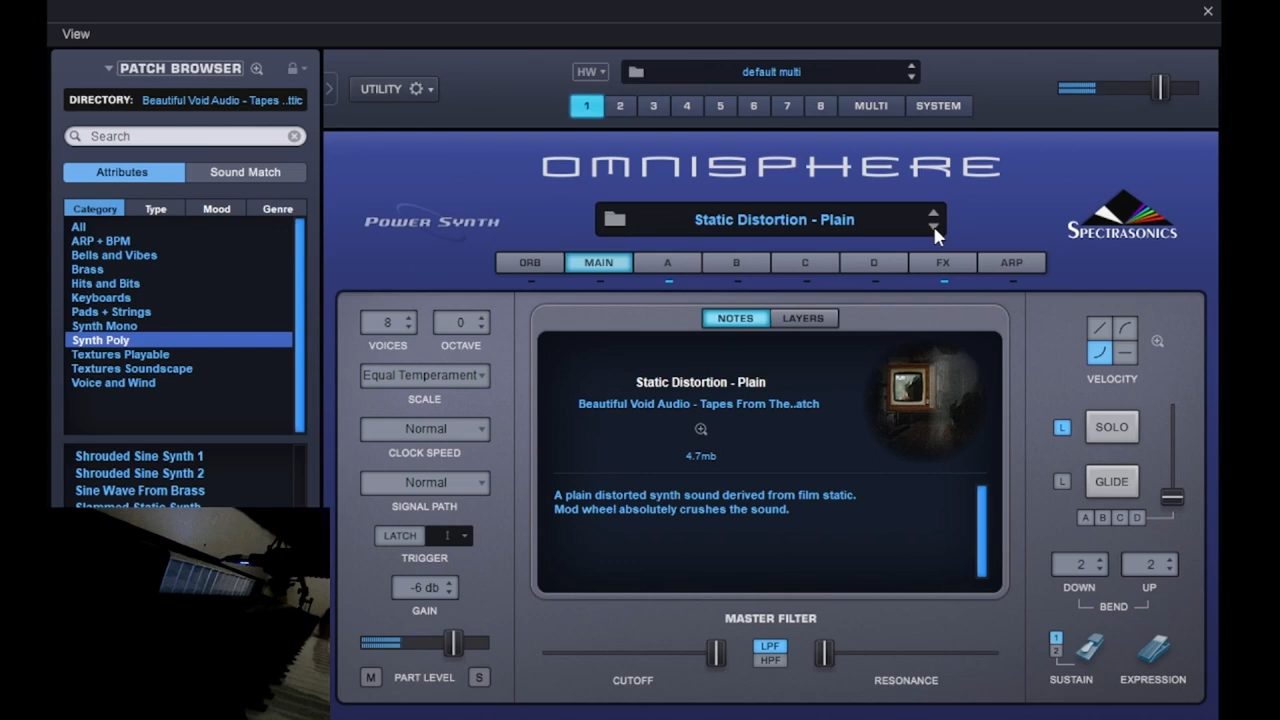 View
PATCH BROWSER
DIRECTORY: Beautiful Void Audio - Tapes ..ttic
Search
Attributes
Sound Match
Category
Type
Mood
Genre
All
ARP + BPM
Bells and Vibes
Brass
Hits and Bits
Keyboards
Pads + Strings
Synth Mono
Synth Poly
Textures Playable
Textures Soundscape
Voice and Wind
Shrouded Sine Synth 1
Shrouded Sine Synth 2
Sine Wave From Brass
Slammed Static Synth
UTILITY
HW
default multi
1 2 3 4 5 6 7 8 MULTI SYSTEM
OMNISPHERE
POWER SYNTH
Static Distortion - Plain
SPECTRASONICS
ORB MAIN A B C D FX ARP
8
VOICES
0
OCTAVE
Equal Temperament
SCALE
Normal
CLOCK SPEED
Normal
SIGNAL PATH
LATCH
TRIGGER
-6 db
GAIN
M PART LEVEL S
NOTES LAYERS
Static Distortion - Plain
Beautiful Void Audio - Tapes From The..atch
4.7mb
A plain distorted synth sound derived from film static.
Mod wheel absolutely crushes the sound.
MASTER FILTER
CUTOFF
LPF
HPF
RESONANCE
VELOCITY
L SOLO
L GLIDE
A B C D
2
DOWN
2
UP
BEND
1
2
SUSTAIN
EXPRESSION